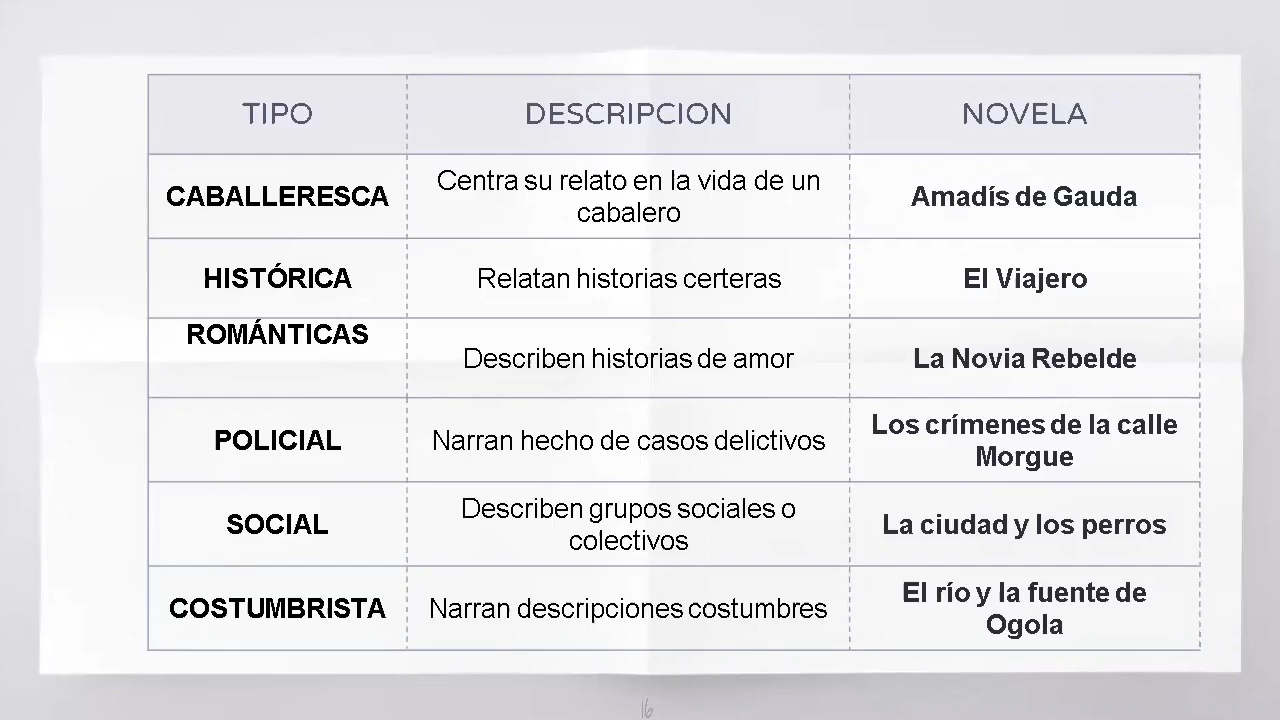 TIPO
DESCRIPCION
NOVELA
CABALLERESCA
Centra su relato en la vida de un
cabalero
Amadís de Gauda
HISTÓRICA
Relatan historias certeras
El Viajero
ROMÁNTICAS
Describen historias de amor
La Novia Rebelde
POLICIAL
Narran hecho de casos delictivos
Los crímenes de la calle
Morgue
SOCIAL
Describen grupos sociales o
colectivos
La ciudad y los perros
COSTUMBRISTA
Narran descripciones costumbres
El río y la fuente de
Ogola
16